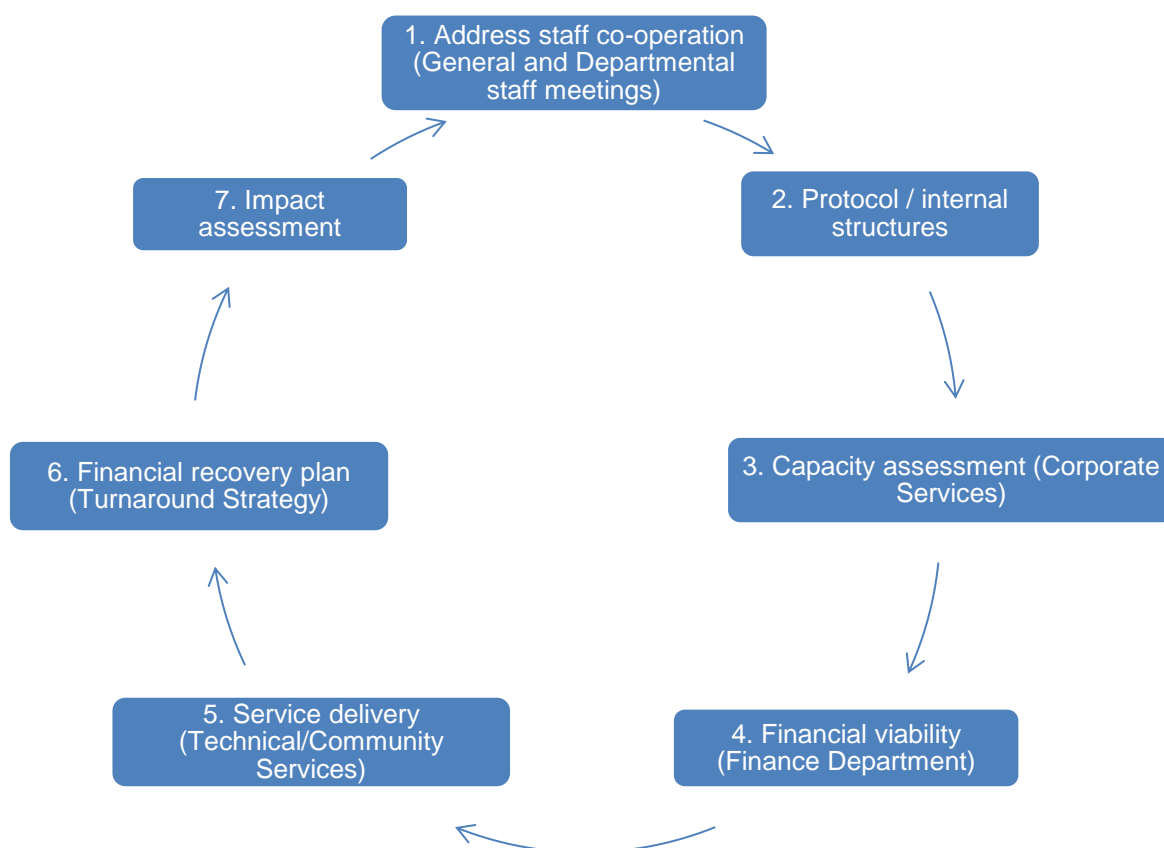 1. Address staff co-operation
(General and Departmental
staff meetings)
2. Protocol / internal
structures
3. Capacity assessment (Corporate
Services)
4. Financial viability
(Finance Department)
5. Service delivery
(Technical/Community
Services)
6. Financial recovery plan
(Turnaround Strategy)
7. Impact
assessment